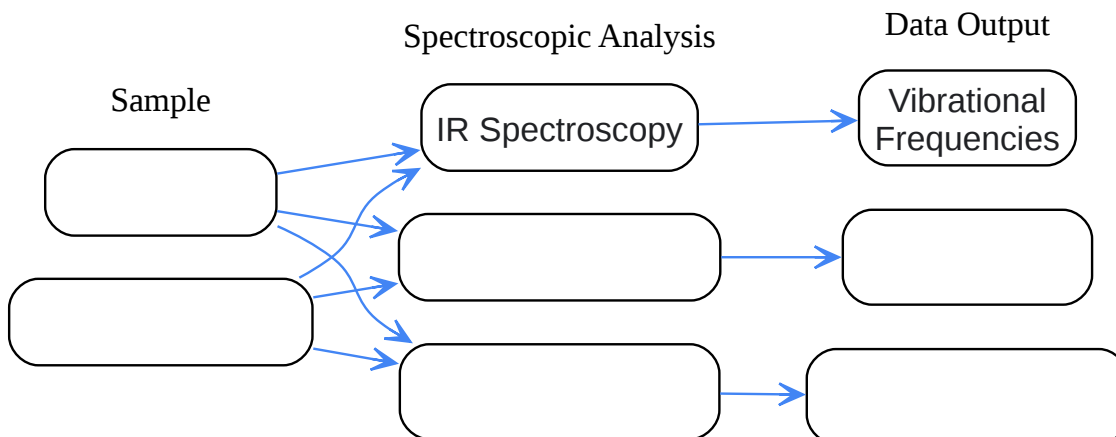 Sample
Spectroscopic Analysis
Data Output
IR Spectroscopy
Vibrational
Frequencies